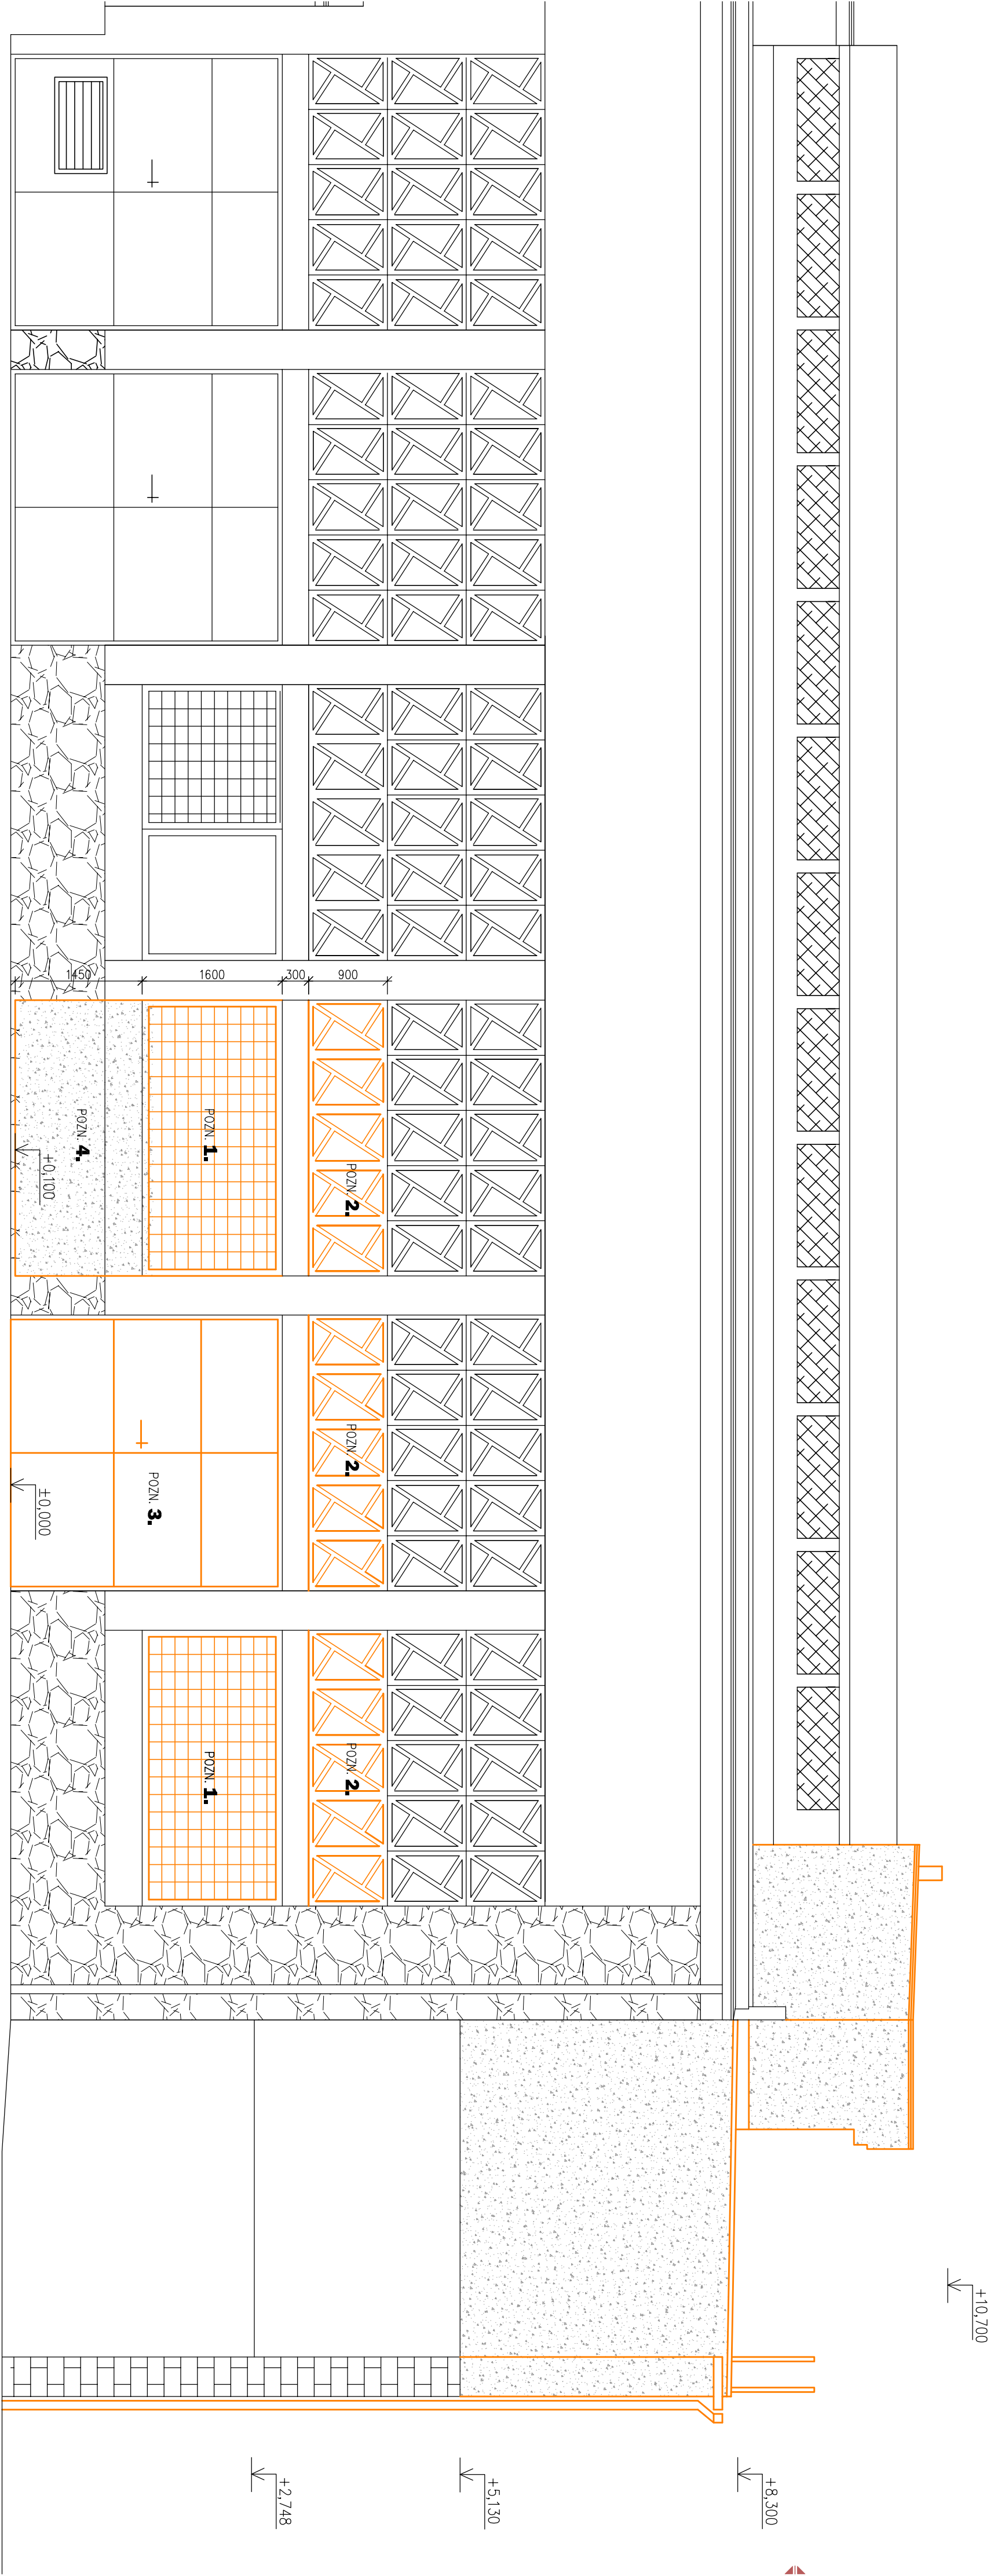 +10,700
+8,300
+5,130
+2,748
900
300
1600
1450
POZN. 2.
POZN. 1.
POZN. 4.
+0,100
POZN. 2.
POZN. 3.
±0,000
POZN. 2.
POZN. 1.